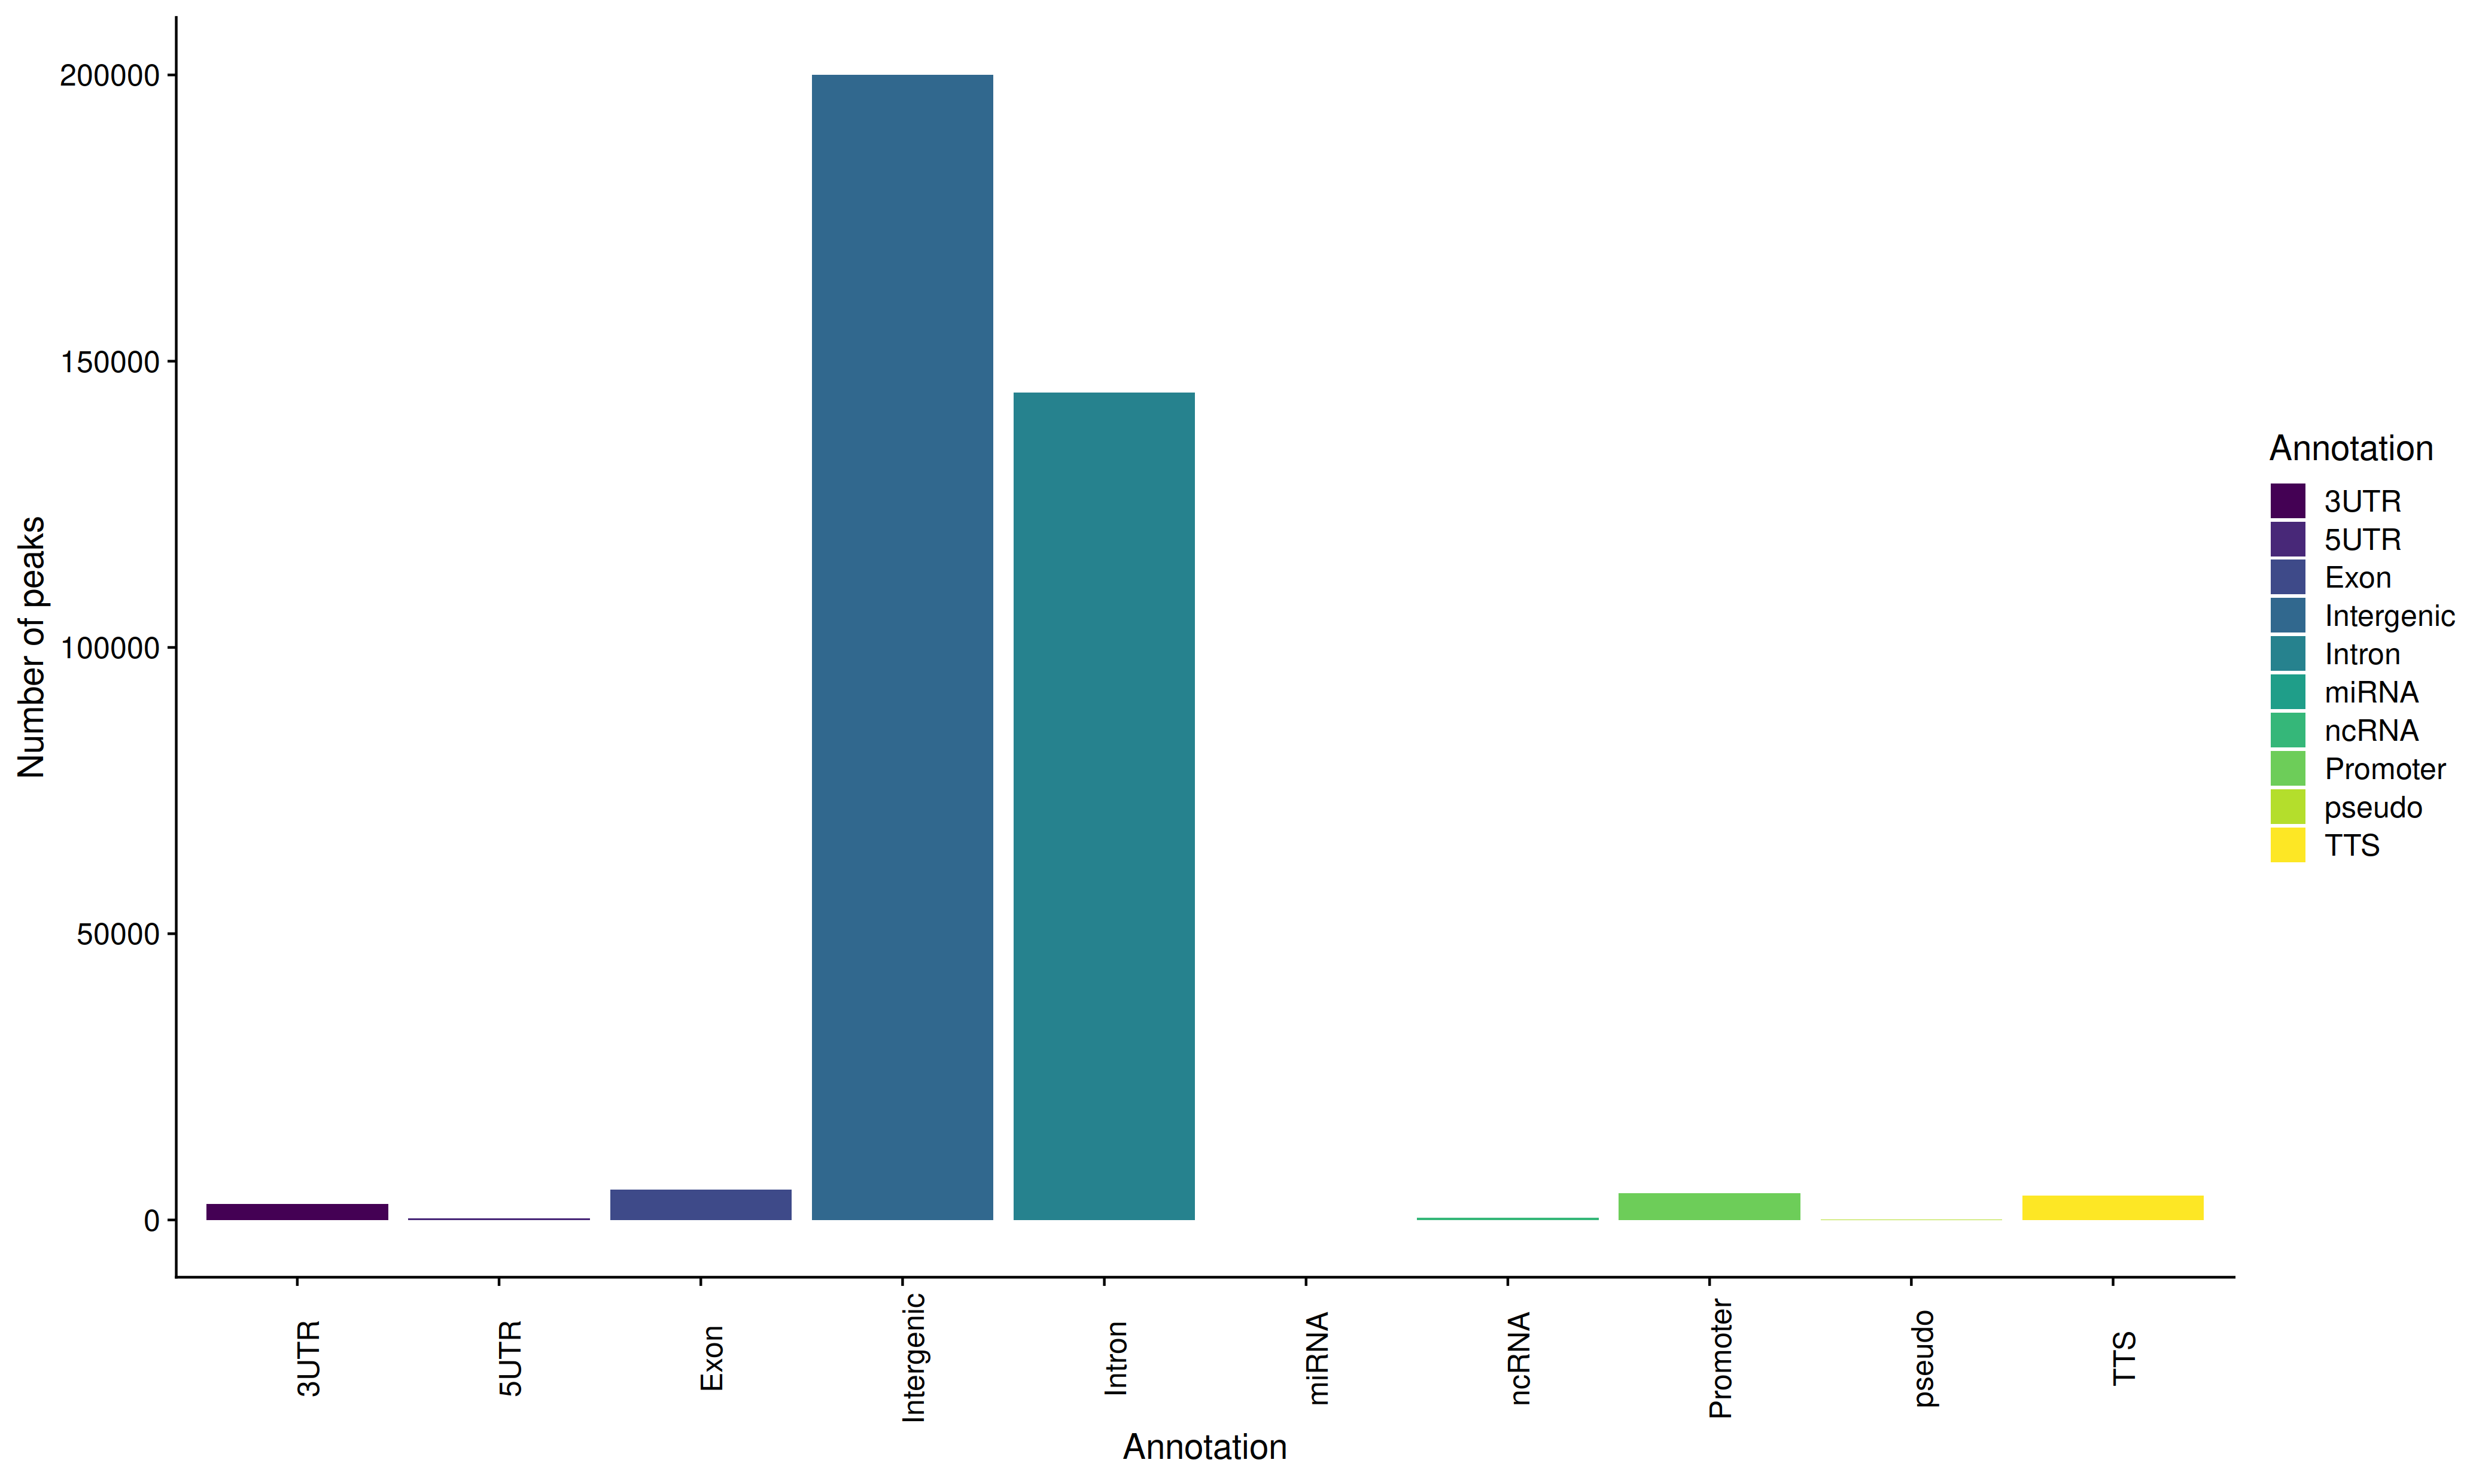 Number of peaks
200000
150000
100000
50000
0
3UTR
5UTR
Exon
Intergenic
Intron
miRNA
ncRNA
Promoter
pseudo
TTS
Annotation
Annotation
3UTR
5UTR
Exon
Intergenic
Intron
miRNA
ncRNA
Promoter
pseudo
TTS